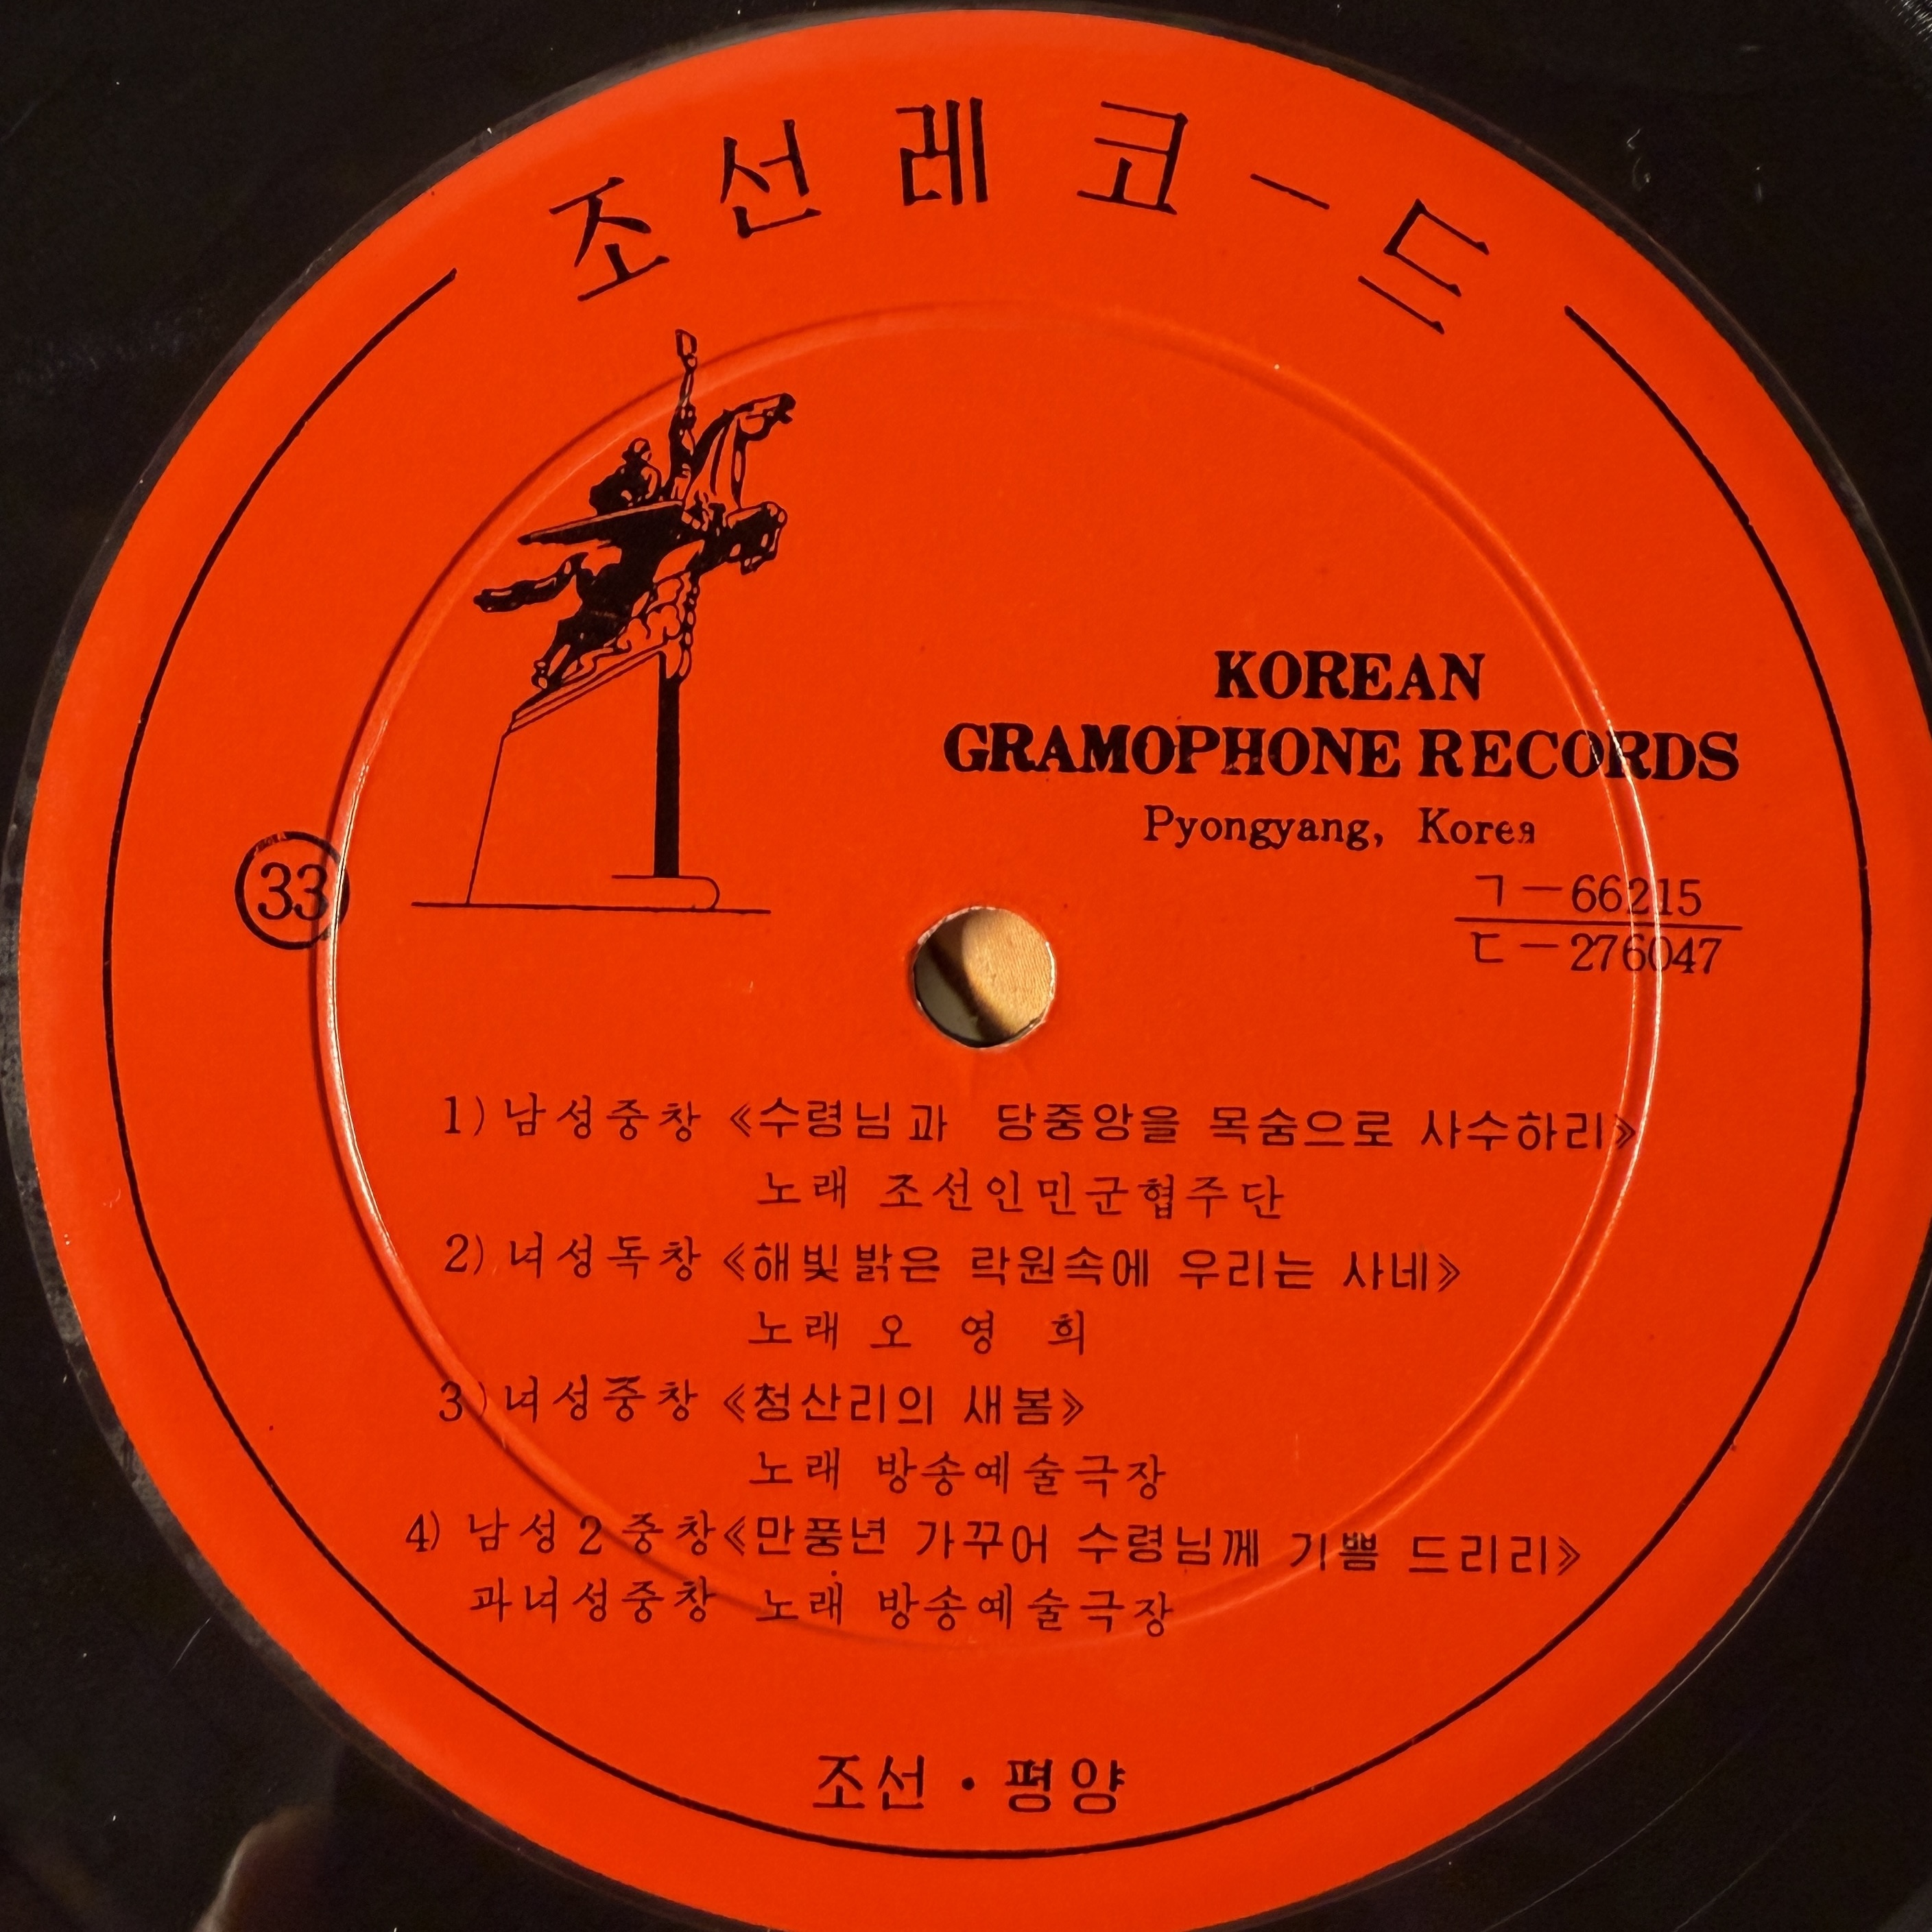 조선레코ー드
KOREAN
GRAMOPHONE RECORDS
Pyongyang, Korea
33
ㄱ—66215
ㄷ—276047
1) 남성중창 《수령님과 당중앙을 목숨으로 사수하리》
노래 조선인민군협주단
2) 녀성독창 《해빛밝은 락원속에 우리는 사네》
노래 오 영 희
3) 녀성중창 《청산리의 새봄》
노래 방송예술극장
4) 남성2중창 《만풍년 가꾸어 수령님께 기쁨 드리리》
과녀성중창 노래 방송예술극장
조선·평양